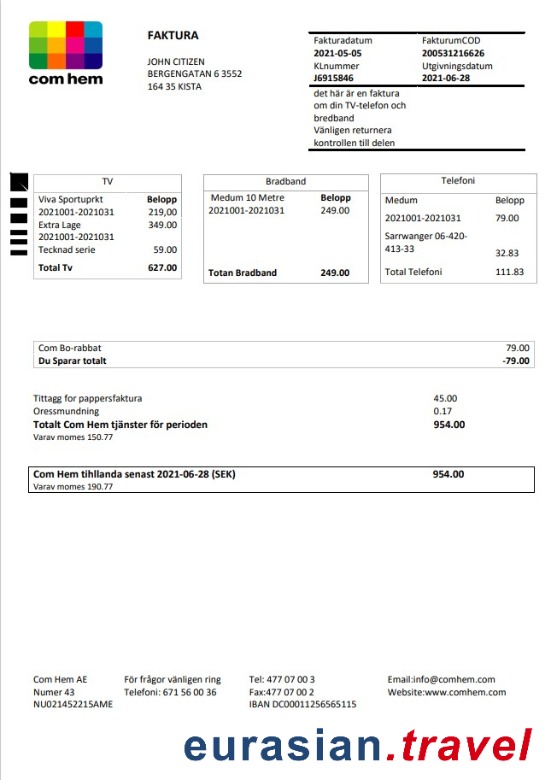 com hem
FAKTURA
JOHN CITIZEN
BERGENGATAN 6 3552
164 35 KISTA
Fakturadatum FakturumCOD
2021-05-05 200531216626
KLnummer Utgivningsdatum
J6915846 2021-06-28
det här är en faktura
om din TV-telefon och
bredband
Vänligen returnera
kontrollen till delen
TV
Viva Sportuprkt Belopp
2021001-2021031 219,00
Extra Lage 349.00
2021001-2021031
Tecknad serie 59.00
Total Tv 627.00
Bradband
Medum 10 Metre Belopp
2021001-2021031 249.00
Totan Bradband 249.00
Telefoni
Medum Belopp
2021001-2021031 79.00
Sarrwanger 06-420-
413-33 32.83
Total Telefoni 111.83
Com Bo-rabbat 79.00
Du Sparar totalt -79.00
Tittagg for pappersfaktura 45.00
Oressmundning 0.17
Totalt Com Hem tjänster för perioden 954.00
Varav momes 150.77
Com Hem tihllanda senast 2021-06-28 (SEK) 954.00
Varav momes 190.77
Com Hem AE
Numer 43
NU021452215AME
För frågor vänligen ring
Telefoni: 671 56 00 36
Tel: 477 07 00 3
Fax:477 07 00 2
IBAN DC00011256565115
Email:info@comhem.com
Website:www.comhem.com
eurasian.travel